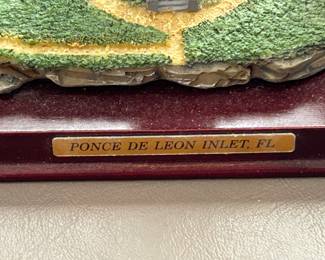 PONCE DE LEON INLET, FL